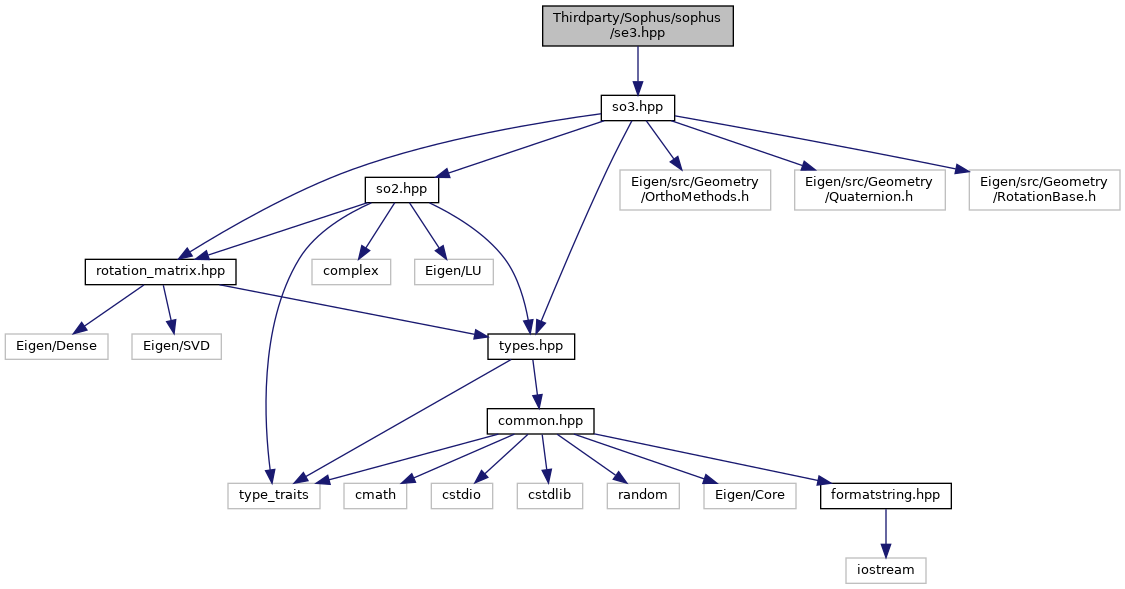 Thirdparty/Sophus/sophus
/se3.hpp
so3.hpp
so2.hpp
Eigen/src/Geometry
/OrthoMethods.h
Eigen/src/Geometry
/Quaternion.h
Eigen/src/Geometry
/RotationBase.h
rotation_matrix.hpp
complex
Eigen/LU
Eigen/Dense
Eigen/SVD
types.hpp
common.hpp
type_traits
cmath
cstdio
cstdlib
random
Eigen/Core
formatstring.hpp
iostream